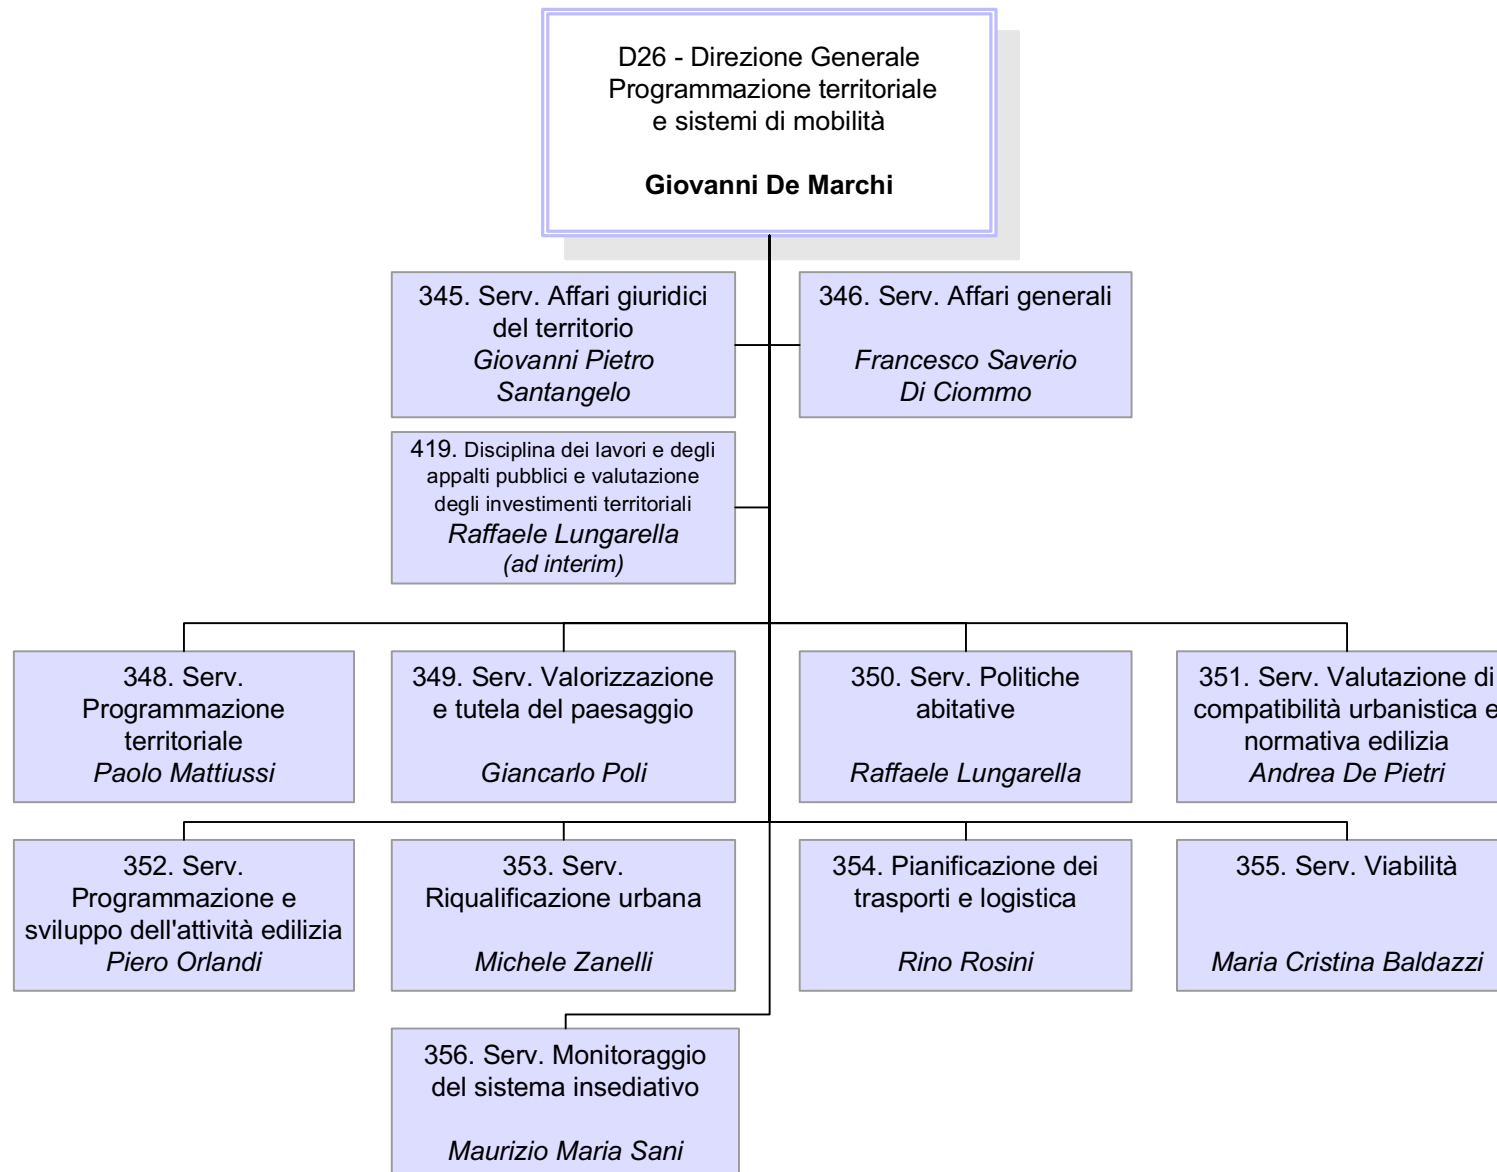 D26 - Direzione Generale
Programmazione territoriale
e sistemi di mobilità
Giovanni De Marchi
345. Serv. Affari giuridici
del territorio
Giovanni Pietro
Santangelo
346. Serv. Affari generali
Francesco Saverio
Di Ciommo
419. Disciplina dei lavori e degli
appalti pubblici e valutazione
degli investimenti territoriali
Raffaele Lungarella
(ad interim)
348. Serv.
Programmazione
territoriale
Paolo Mattiussi
349. Serv. Valorizzazione
e tutela del paesaggio
Giancarlo Poli
350. Serv. Politiche
abitative
Raffaele Lungarella
351. Serv. Valutazione di
compatibilità urbanistica e
normativa edilizia
Andrea De Pietri
352. Serv.
Programmazione e
sviluppo dell'attività edilizia
Piero Orlandi
353. Serv.
Riqualificazione urbana
Michele Zanelli
354. Pianificazione dei
trasporti e logistica
Rino Rosini
355. Serv. Viabilità
Maria Cristina Baldazzi
356. Serv. Monitoraggio
del sistema insediativo
Maurizio Maria Sani